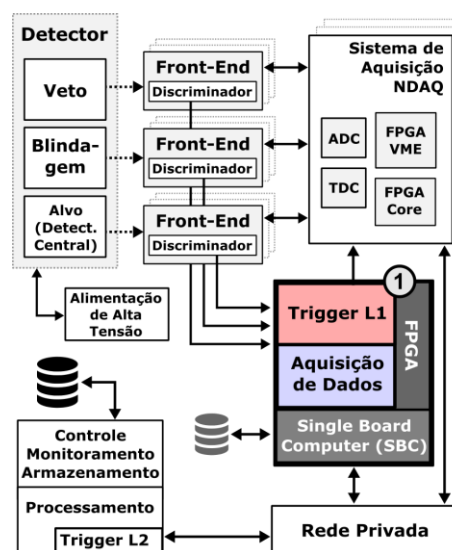 Detector
Veto
Blinda-
gem
Alvo
(Detect.
Central)
Front-End
Discriminador
Front-End
Discriminador
Front-End
Discriminador
Sistema de
Aquisição
NDAQ
ADC
FPGA
VME
TDC
FPGA
Core
Alimentação
de Alta
Tensão
1
Trigger L1
FPGA
Aquisição
de Dados
Single Board
Computer (SBC)
Controle
Monitoramento
Armazenamento
Processamento
Trigger L2
Rede Privada